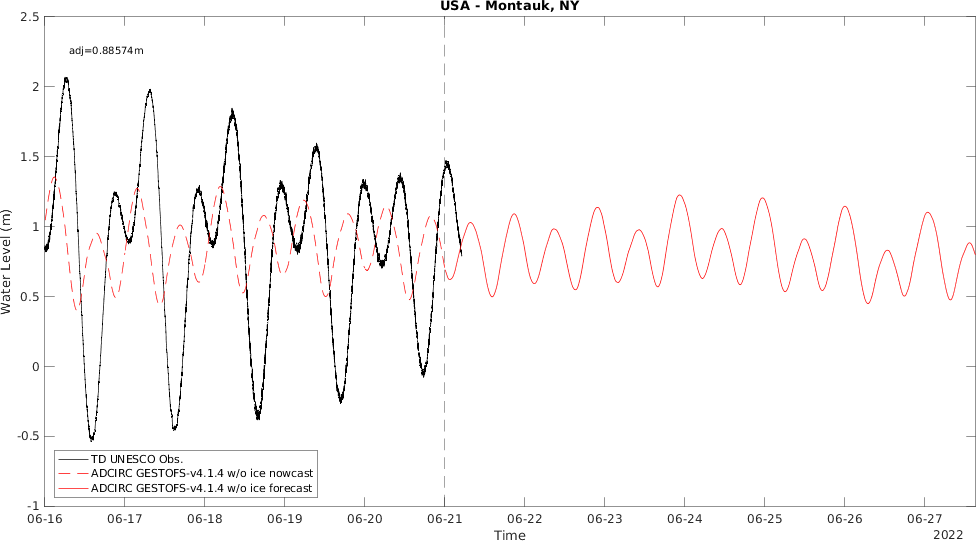 USA - Montauk, NY
adj=0.88574m
Water Level (m)
2.5
2
1.5
1
0.5
0
-0.5
-1
TD UNESCO Obs.
ADCIRC GESTOFS-v4.1.4 w/o ice nowcast
ADCIRC GESTOFS-v4.1.4 w/o ice forecast
06-16 06-17 06-18 06-19 06-20 06-21 06-22 06-23 06-24 06-25 06-26 06-27
Time
2022